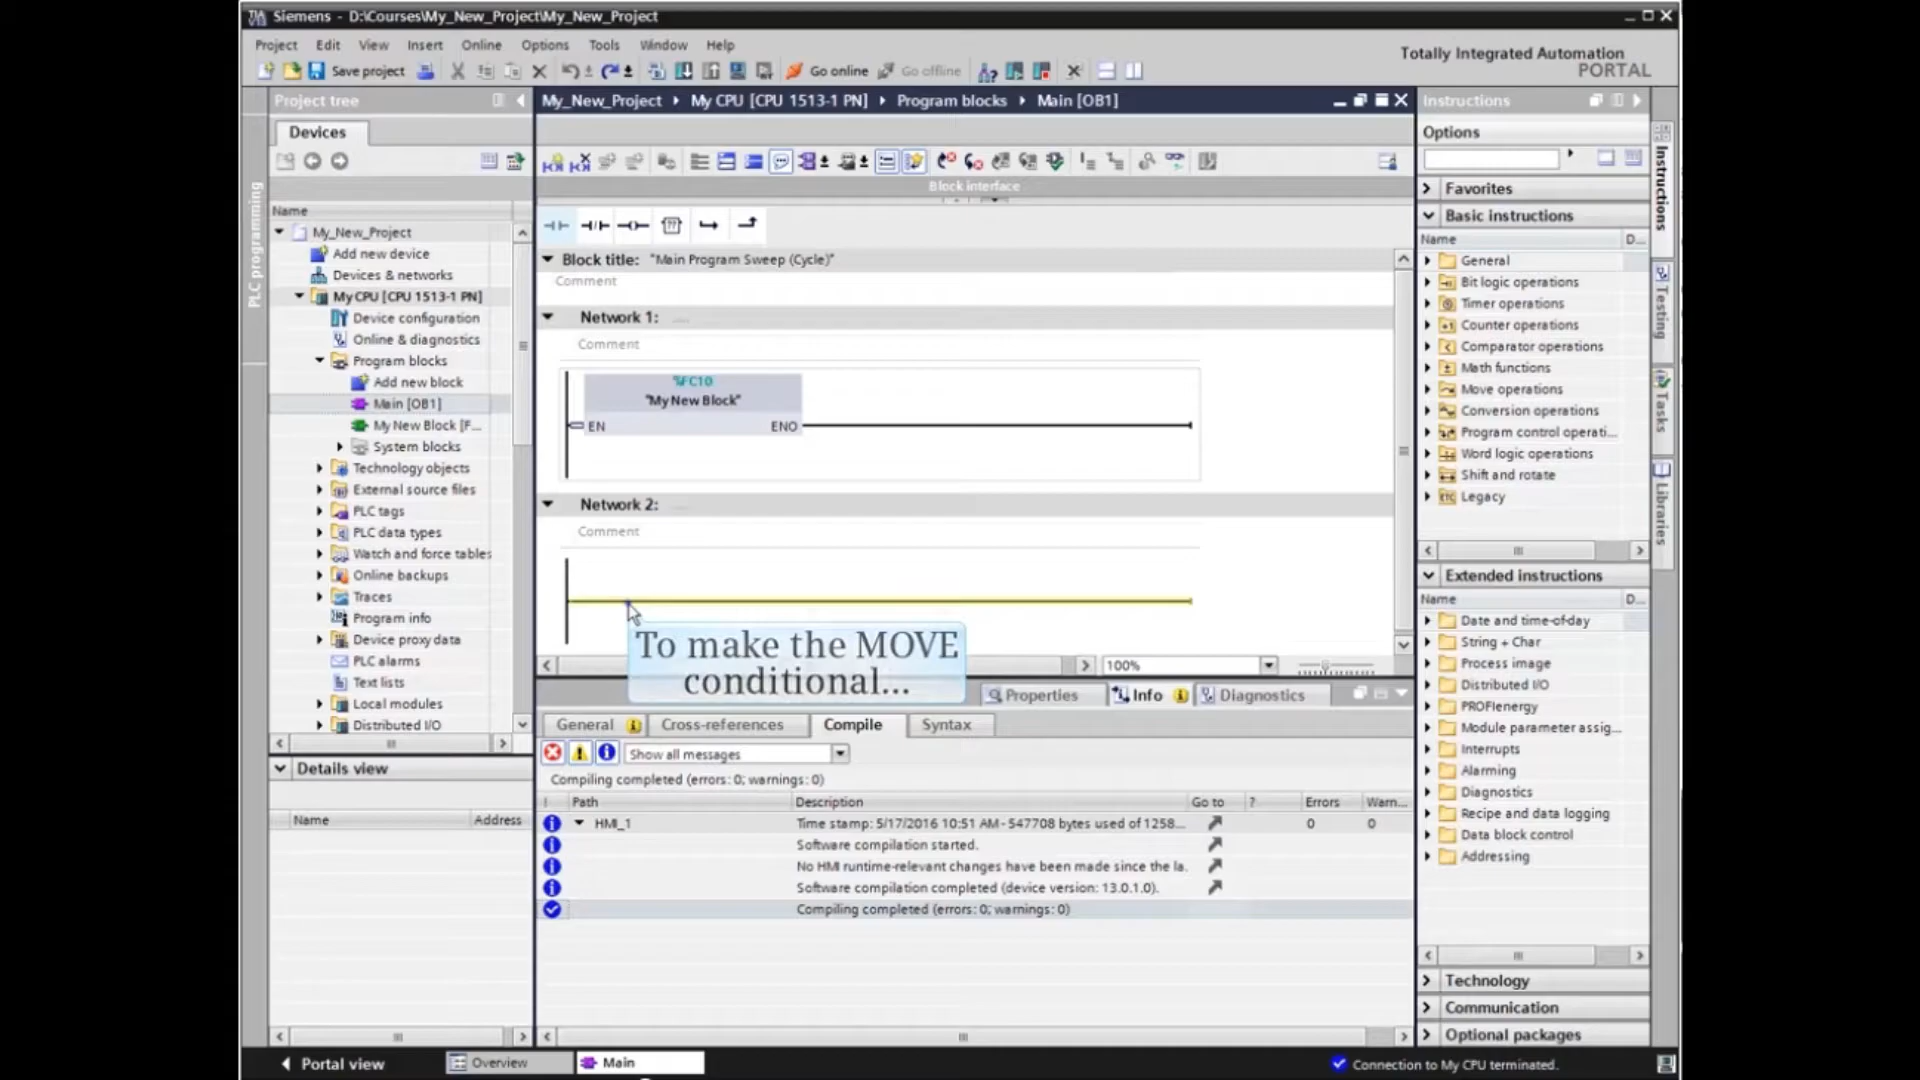 Siemens - D:\Courses\My_New_Project\My_New_Project
Project Edit View Insert Online Options Tools Window Help
Totally Integrated Automation
PORTAL
Save project
Go online
Go offline
Project tree
My_New_Project ▸ My CPU [CPU 1513-1 PN] ▸ Program blocks ▸ Main [OB1]
Instructions
Devices
Options
PLC programming
Name
My_New_Project
Add new device
Devices & networks
My CPU [CPU 1513-1 PN]
Device configuration
Online & diagnostics
Program blocks
Add new block
Main [OB1]
My New Block [F...
System blocks
Technology objects
External source files
PLC tags
PLC data types
Watch and force tables
Online backups
Traces
Program info
Device proxy data
PLC alarms
Text lists
Local modules
Distributed I/O
Details view
Name Address
Block interface
Block title: "Main Program Sweep (Cycle)"
Comment
Network 1: .....
Comment
%FC10
"My New Block"
EN ENO
Network 2: .....
Comment
To make the MOVE
conditional...
100%
Properties Info Diagnostics
General Cross-references Compile Syntax
Show all messages
Compiling completed (errors: 0; warnings: 0)
! Path Description Go to ? Errors Warn...
HMI_1 Time stamp: 5/17/2016 10:51 AM - 547708 bytes used of 1258... 0 0
Software compilation started.
No HMI runtime-relevant changes have been made since the la.
Software compilation completed (device version: 13.0.1.0).
Compiling completed (errors: 0; warnings: 0)
Favorites
Basic instructions
Name D...
General
Bit logic operations
Timer operations
Counter operations
Comparator operations
Math functions
Move operations
Conversion operations
Program control operati...
Word logic operations
Shift and rotate
Legacy
Extended instructions
Name D...
Date and time-of-day
String + Char
Process image
Distributed I/O
PROFIenergy
Module parameter assig...
Interrupts
Alarming
Diagnostics
Recipe and data logging
Data block control
Addressing
Technology
Communication
Optional packages
Instructions
Testing
Tasks
Libraries
Portal view Overview Main
Connection to My CPU terminated.